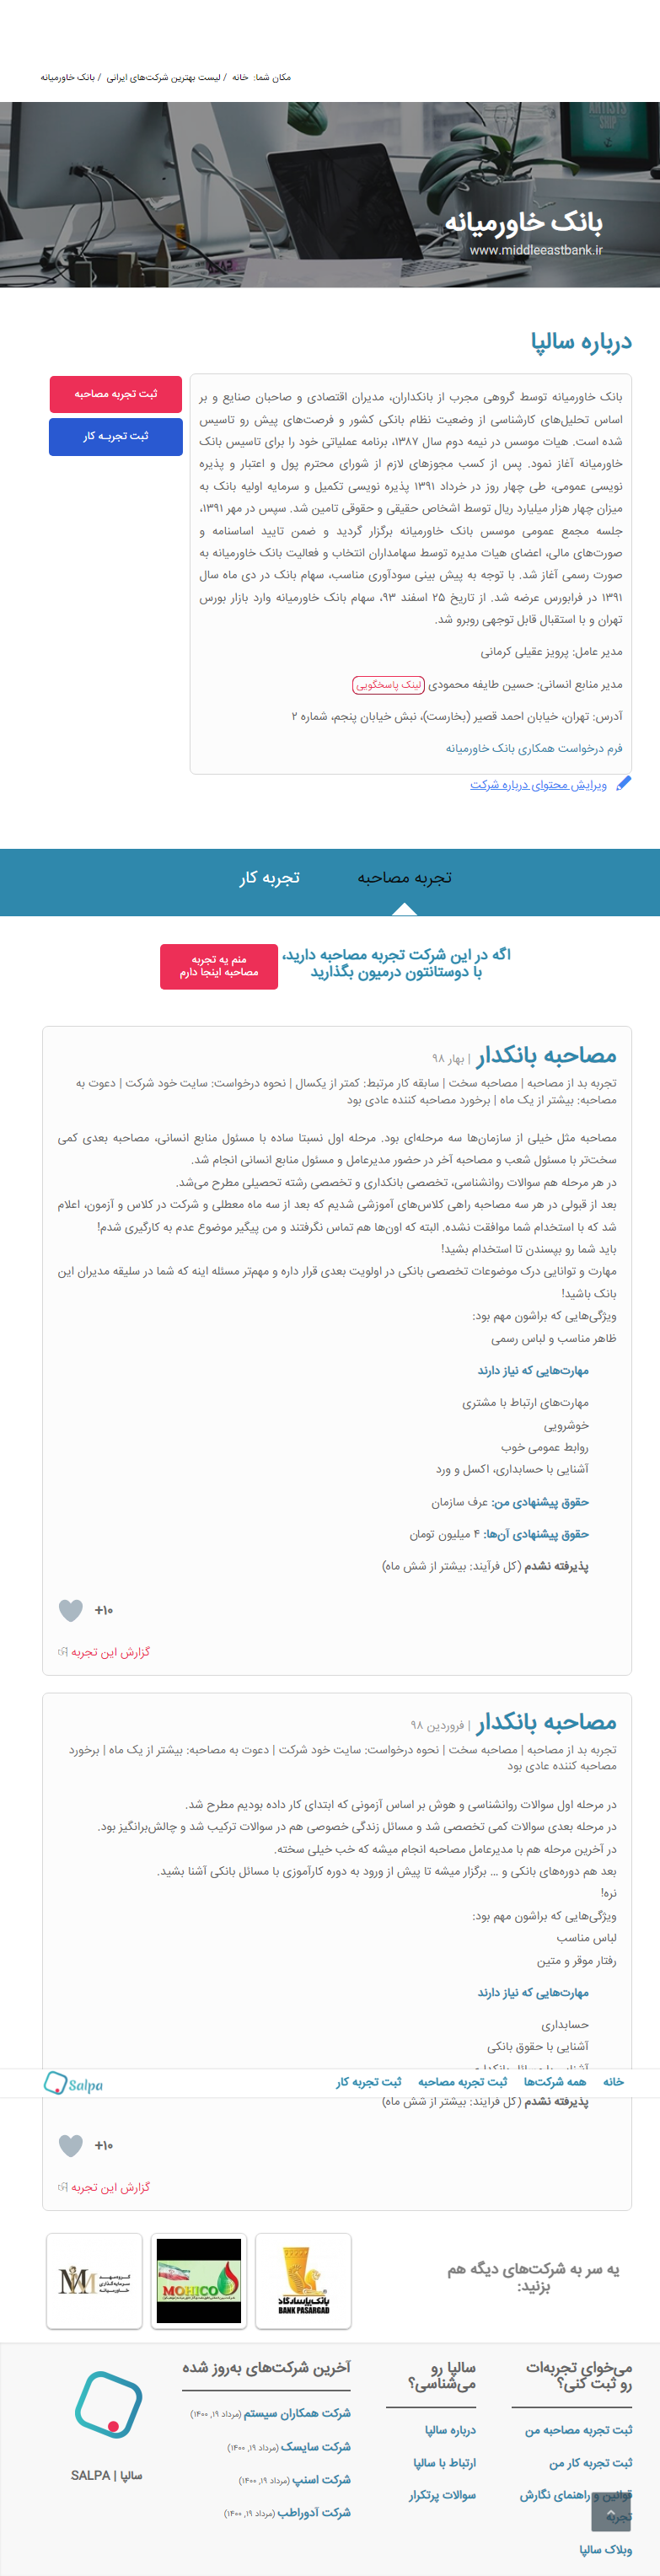 مکان شما: خانه / لیست بهترین شرکت‌های ایرانی / بانک خاورمیانه
بانک خاورمیانه
www.middleeastbank.ir
درباره سالپا
ثبت تجربه مصاحبه
ثبت تجربـه کار
بانک خاورمیانه توسط گروهی مجرب از بانکداران، مدیران اقتصادی و صاحبان صنایع و بر
اساس تحلیل‌های کارشناسی از وضعیت نظام بانکی کشور و فرصت‌های پیش رو تاسیس
شده است. هیات موسس در نیمه دوم سال ۱۳۸۷، برنامه عملیاتی خود را برای تاسیس بانک
خاورمیانه آغاز نمود. پس از کسب مجوزهای لازم از شورای محترم پول و اعتبار و پذیره
نویسی عمومی، طی چهار روز در خرداد ۱۳۹۱ پذیره نویسی تکمیل و سرمایه اولیه بانک به
میزان چهار هزار میلیارد ریال توسط اشخاص حقیقی و حقوقی تامین شد. سپس در مهر ۱۳۹۱،
جلسه مجمع عمومی موسس بانک خاورمیانه برگزار گردید و ضمن تایید اساسنامه و
صورت‌های مالی، اعضای هیات مدیره توسط سهامداران انتخاب و فعالیت بانک خاورمیانه به
صورت رسمی آغاز شد. با توجه به پیش بینی سودآوری مناسب، سهام بانک در دی ماه سال
۱۳۹۱ در فرابورس عرضه شد. از تاریخ ۲۵ اسفند ۹۳، سهام بانک خاورمیانه وارد بازار بورس
تهران و با استقبال قابل توجهی روبرو شد.
مدیر عامل: پرویز عقیلی کرمانی
مدیر منابع انسانی: حسین طایفه محمودی لینک پاسخگویی
آدرس: تهران، خیابان احمد قصیر (بخارست)، نبش خیابان پنجم، شماره ۲
فرم درخواست همکاری بانک خاورمیانه
ویرایش محتوای درباره شرکت
تجربه مصاحبه
تجربه کار
اگه در این شرکت تجربه مصاحبه دارید،
با دوستانتون درمیون بگذارید
منم یه تجربه
مصاحبه اینجا دارم
مصاحبه بانکدار | بهار ۹۸
تجربه بد از مصاحبه | مصاحبه سخت | سابقه کار مرتبط: کمتر از یکسال | نحوه درخواست: سایت خود شرکت | دعوت به
مصاحبه: بیشتر از یک ماه | برخورد مصاحبه کننده عادی بود
مصاحبه مثل خیلی از سازمان‌ها سه مرحله‌ای بود. مرحله اول نسبتا ساده با مسئول منابع انسانی، مصاحبه بعدی کمی
سخت‌تر با مسئول شعب و مصاحبه آخر در حضور مدیرعامل و مسئول منابع انسانی انجام شد.
در هر مرحله هم سوالات روانشناسی، تخصصی بانکداری و تخصصی رشته تحصیلی مطرح می‌شد.
بعد از قبولی در هر سه مصاحبه راهی کلاس‌های آموزشی شدیم که بعد از سه ماه معطلی و شرکت در کلاس و آزمون، اعلام
شد که با استخدام شما موافقت نشده. البته که اون‌ها هم تماس نگرفتند و من پیگیر موضوع عدم به کارگیری شدم!
باید شما رو بپسندن تا استخدام بشید!
مهارت و توانایی درک موضوعات تخصصی بانکی در اولویت بعدی قرار داره و مهم‌تر مسئله اینه که شما در سلیقه مدیران این
بانک باشید!
ویژگی‌هایی که براشون مهم بود:
ظاهر مناسب و لباس رسمی
مهارت‌هایی که نیاز دارند
مهارت‌های ارتباط با مشتری
خوشرویی
روابط عمومی خوب
آشنایی با حسابداری، اکسل و ورد
حقوق پیشنهادی من: عرف سازمان
حقوق پیشنهادی آن‌ها: ۴ میلیون تومان
پذیرفته نشدم (کل فرآیند: بیشتر از شش ماه)
+۱۰
گزارش این تجربه
مصاحبه بانکدار | فروردین ۹۸
تجربه بد از مصاحبه | مصاحبه سخت | نحوه درخواست: سایت خود شرکت | دعوت به مصاحبه: بیشتر از یک ماه | برخورد
مصاحبه کننده عادی بود
در مرحله اول سوالات روانشناسی و هوش بر اساس آزمونی که ابتدای کار داده بودیم مطرح شد.
در مرحله بعدی سوالات کمی تخصصی شد و مسائل زندگی خصوصی هم در سوالات ترکیب شد و چالش‌برانگیز بود.
در آخرین مرحله هم با مدیرعامل مصاحبه انجام میشه که خب خیلی سخته.
بعد هم دوره‌های بانکی و ... برگزار میشه تا پیش از ورود به دوره کارآموزی با مسائل بانکی آشنا بشید.
نره!
ویژگی‌هایی که براشون مهم بود:
لباس مناسب
رفتار موقر و متین
مهارت‌هایی که نیاز دارند
حسابداری
آشنایی با حقوق بانکی
خانه همه شرکت‌ها ثبت تجربه مصاحبه ثبت تجربه کار
Salpa
پذیرفته نشدم (کل فرآیند: بیشتر از شش ماه)
+۱۰
گزارش این تجربه
یه سر به شرکت‌های دیگه هم
بزنید:
بانک پاسارگاد
BANK PASARGAD
MOHICO
گروه سهند
سرمایه‌گذاری
خاورمیانه
می‌خوای تجربه‌ات
رو ثبت کنی؟
ثبت تجربه مصاحبه من
ثبت تجربه کار من
قوانین و راهنمای نگارش
تجربه
وبلاگ سالپا
سالپا رو
می‌شناسی؟
درباره سالپا
ارتباط با سالپا
سوالات پرتکرار
آخرین شرکت‌های به‌روز شده
شرکت همکاران سیستم (مرداد ۱۹, ۱۴۰۰)
شرکت سایسک (مرداد ۱۹, ۱۴۰۰)
شرکت اسنپ (مرداد ۱۹, ۱۴۰۰)
شرکت آدوراطب (مرداد ۱۹, ۱۴۰۰)
سالپا | SALPA